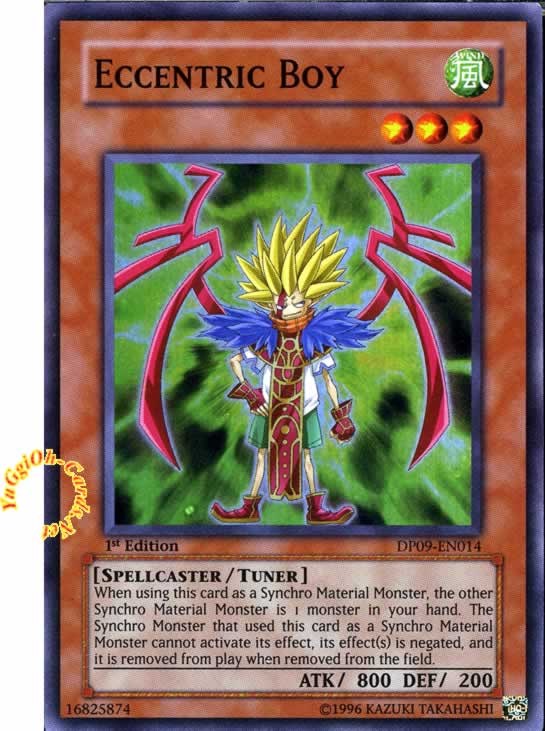 Eccentric Boy
WIND
風
1st Edition
DP09-EN014
[Spellcaster/Tuner]
When using this card as a Synchro Material Monster, the other
Synchro Material Monster is 1 monster in your hand. The
Synchro Monster that used this card as a Synchro Material
Monster cannot activate its effect, its effect(s) is negated, and
it is removed from play when removed from the field.
ATK/ 800 DEF/ 200
16825874
©1996 KAZUKI TAKAHASHI
YuGgiOh-Cards.Net